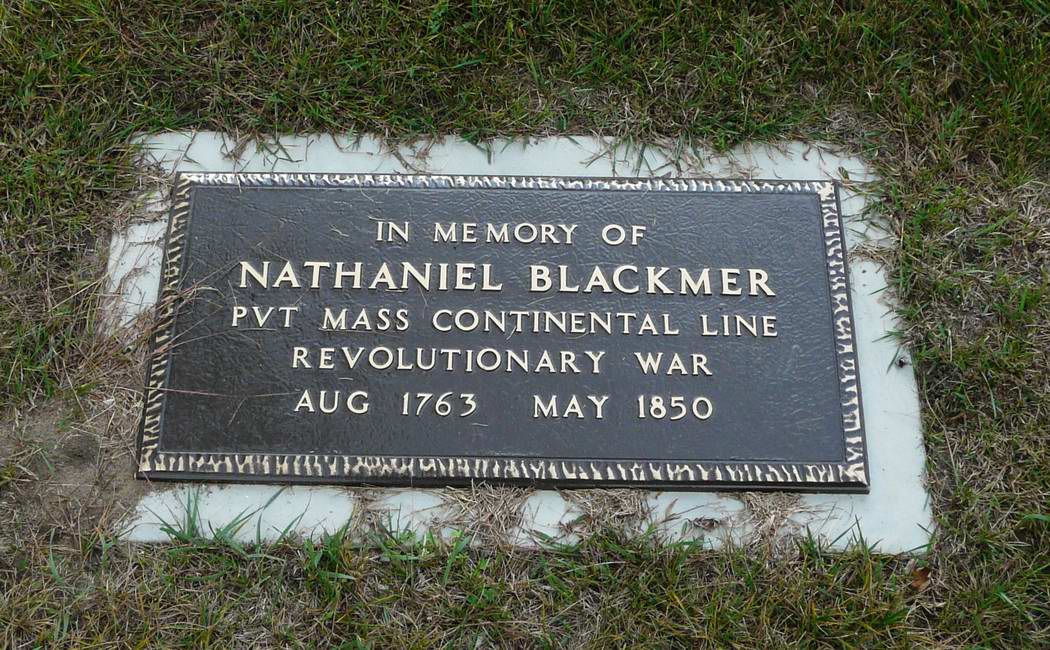 IN MEMORY OF
NATHANIEL BLACKMER
PVT MASS CONTINENTAL LINE
REVOLUTIONARY WAR
AUG 1763 MAY 1850